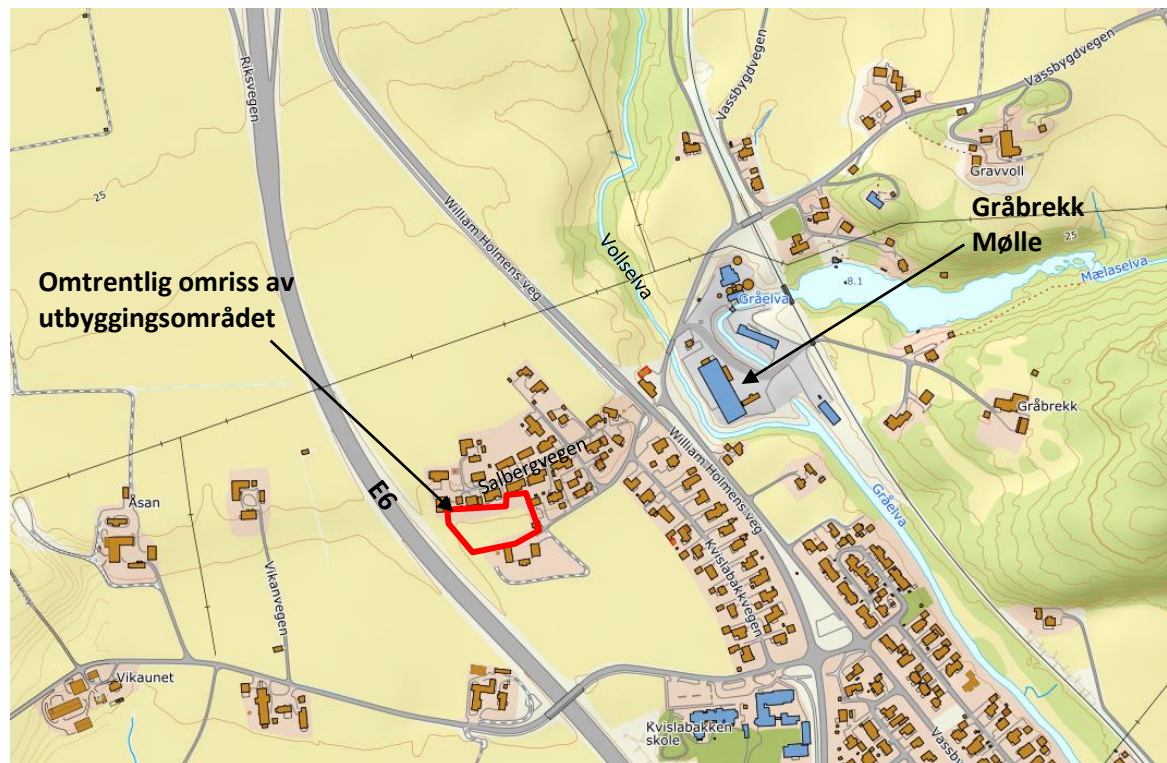 Riksvegen
Vassbygdvegen
Vassbygdvegen
Gravvoll
25
William Holmens veg
Gråbrekk
Mølle
25
Vollselva
Mælaselva
8.1
Gråelva
Omtrentlig omriss av
utbyggingsområdet
Gråbrekk
Salbergvegen
William Holmens veg
E6
Åsan
Gråelva
Kvislabakkvegen
Vikanvegen
Vikaunet
Kvislabakken
skole